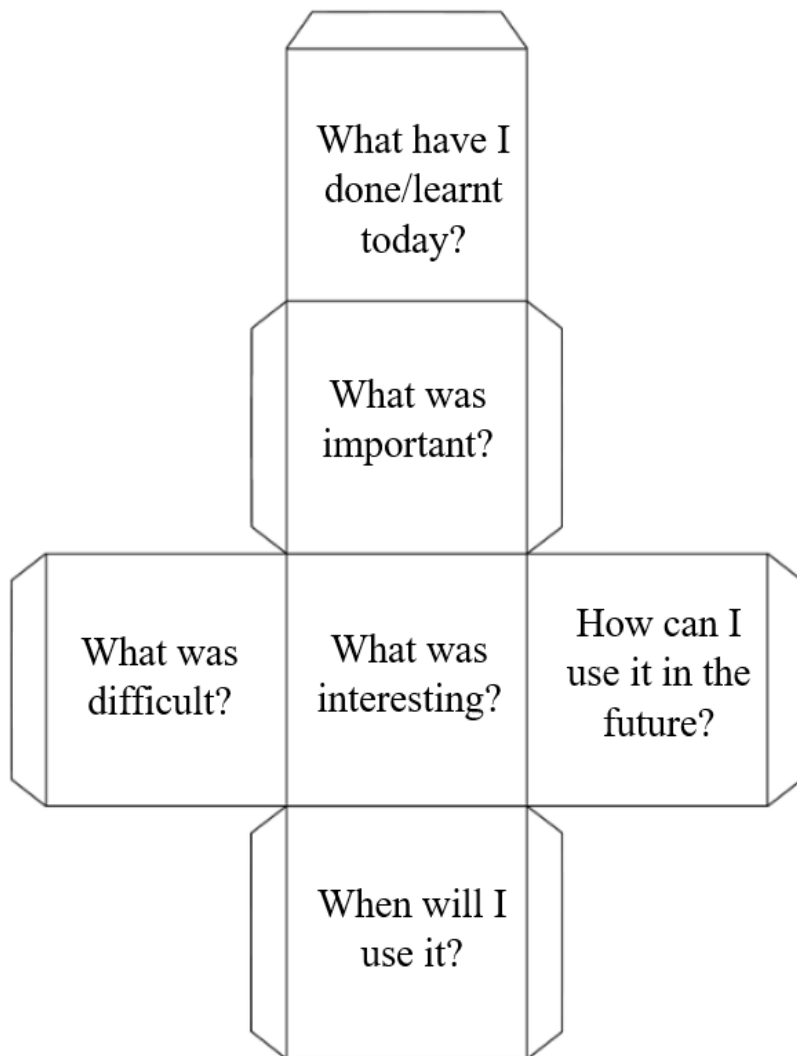 What have I
done/learnt
today?
What was
important?
What was
difficult?
What was
interesting?
How can I
use it in the
future?
When will I
use it?